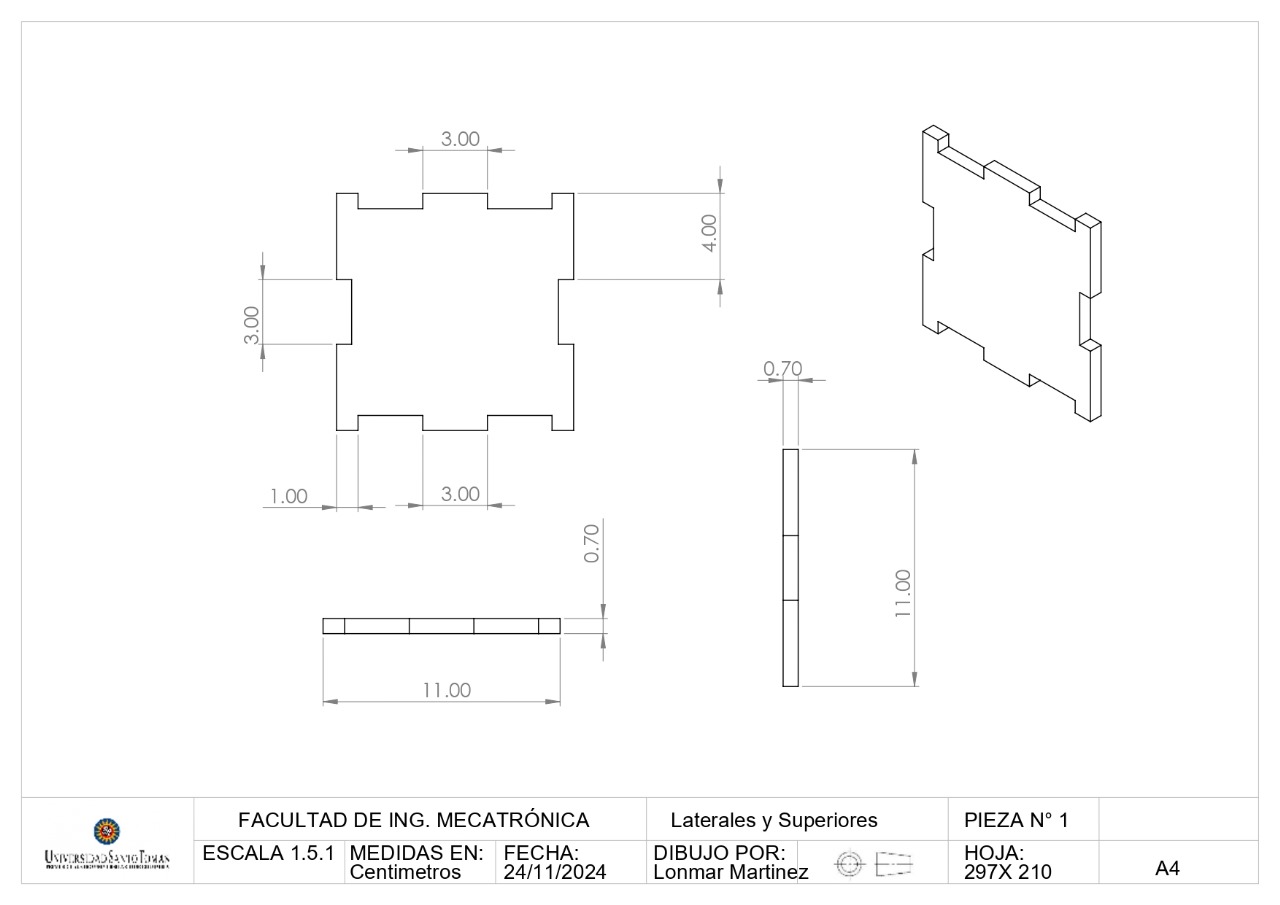 3.00
4.00
3.00
0.70
1.00
3.00
0.70
11.00
11.00
FACULTAD DE ING. MECATRÓNICA
Laterales y Superiores
PIEZA N° 1
UNIVERSIDAD SANTO TOMÁS
ESCALA 1.5.1
MEDIDAS EN:
Centimetros
FECHA:
24/11/2024
DIBUJO POR:
Lonmar Martinez
HOJA:
297X 210
A4